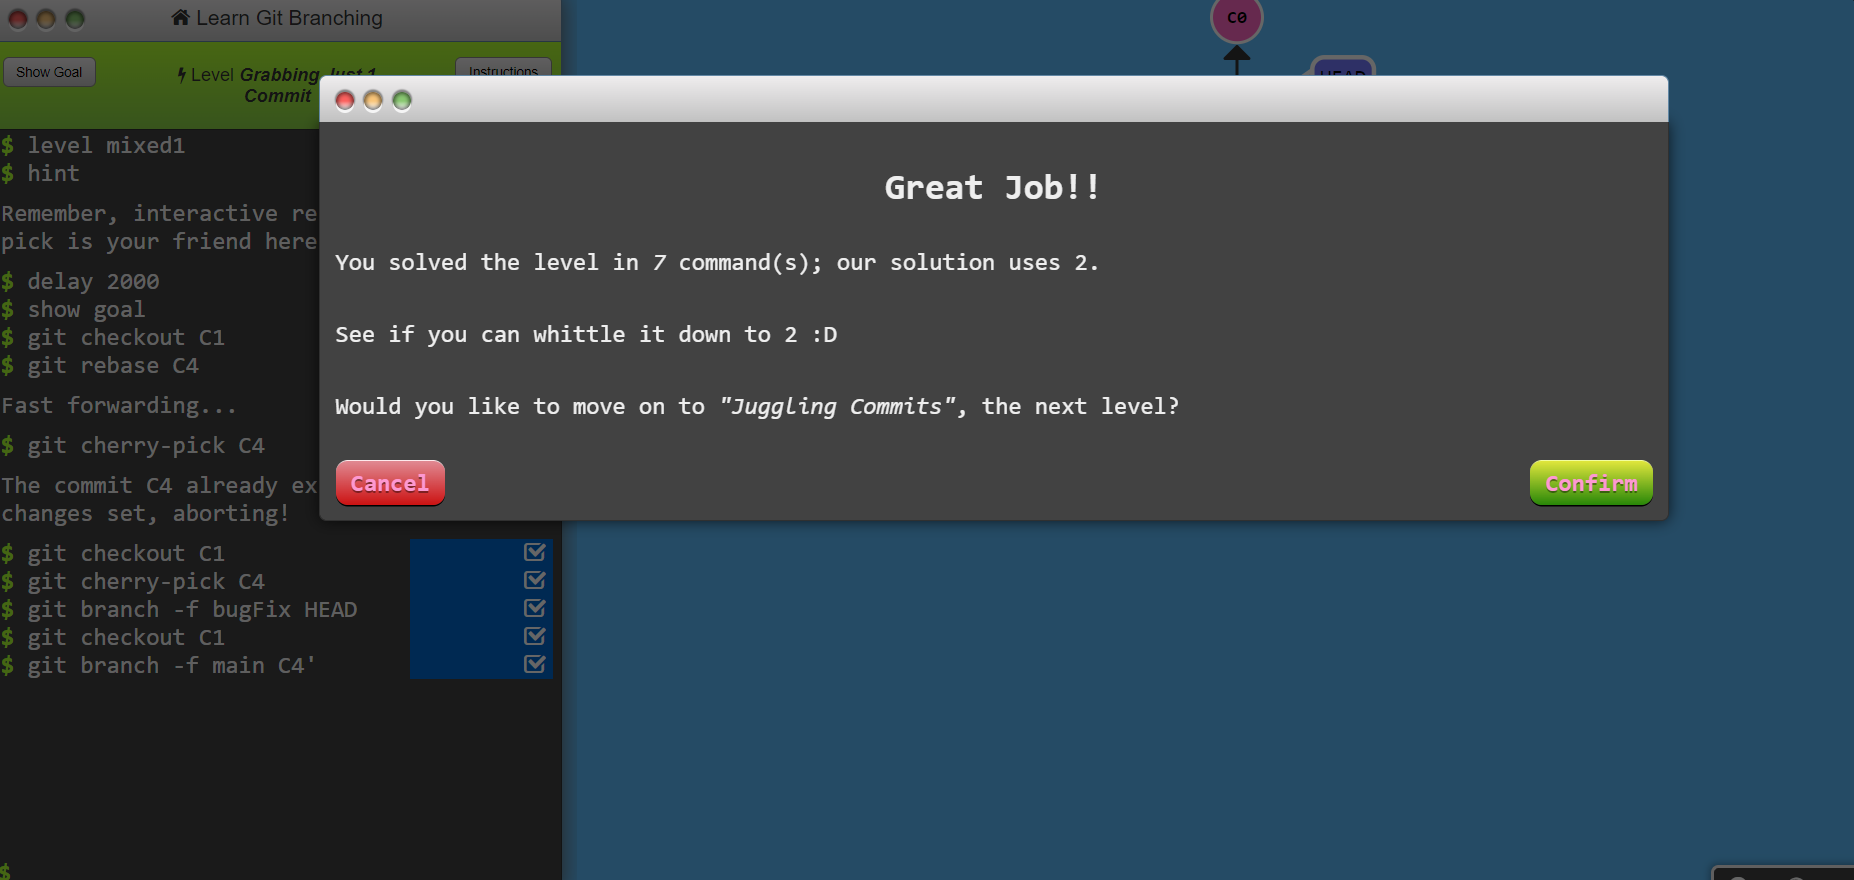 Learn Git Branching
Show Goal
Level Grabbing Just 1
Commit
Instructions
$ level mixed1
$ hint
Remember, interactive re
pick is your friend here
$ delay 2000
$ show goal
$ git checkout C1
$ git rebase C4
Fast forwarding...
$ git cherry-pick C4
The commit C4 already ex
changes set, aborting!
$ git checkout C1
$ git cherry-pick C4
$ git branch -f bugFix HEAD
$ git checkout C1
$ git branch -f main C4'
$
C0
HEAD
Great Job!!
You solved the level in 7 command(s); our solution uses 2.
See if you can whittle it down to 2 :D
Would you like to move on to "Juggling Commits", the next level?
Cancel
Confirm